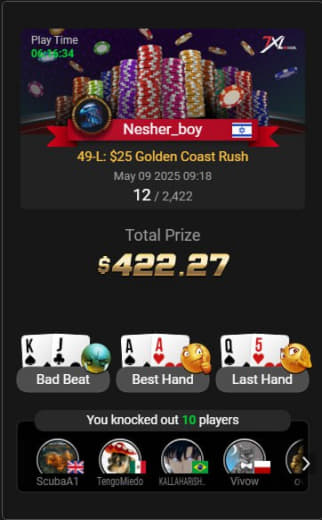 Play Time
06:16:34
7XL
Nesher_boy
49-L: $25 Golden Coast Rush
May 09 2025 09:18
12 / 2,422
Total Prize
$422.27
K J A A Q 5
Bad Beat Best Hand Last Hand
You knocked out 10 players
ScubaA1 TengoMiedo KALLAHARISH.. Vivow